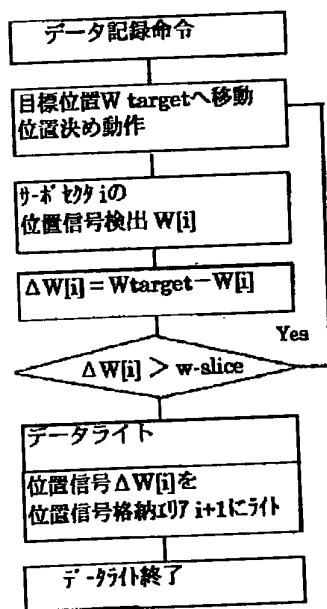 データ記録命令
目標位置W targetへ移動
位置決め動作
ｻｰﾎﾞｾｸﾀ iの
位置信号検出 W[i]
ΔW[i]＝Wtarget－W[i]
Yes
ΔW[i] ＞ w-slice
データライト
位置信号ΔW[i]を
位置信号格納ｴﾘｱ i+1にﾗｲﾄ
ﾃﾞｰﾀﾗｲﾄ終了